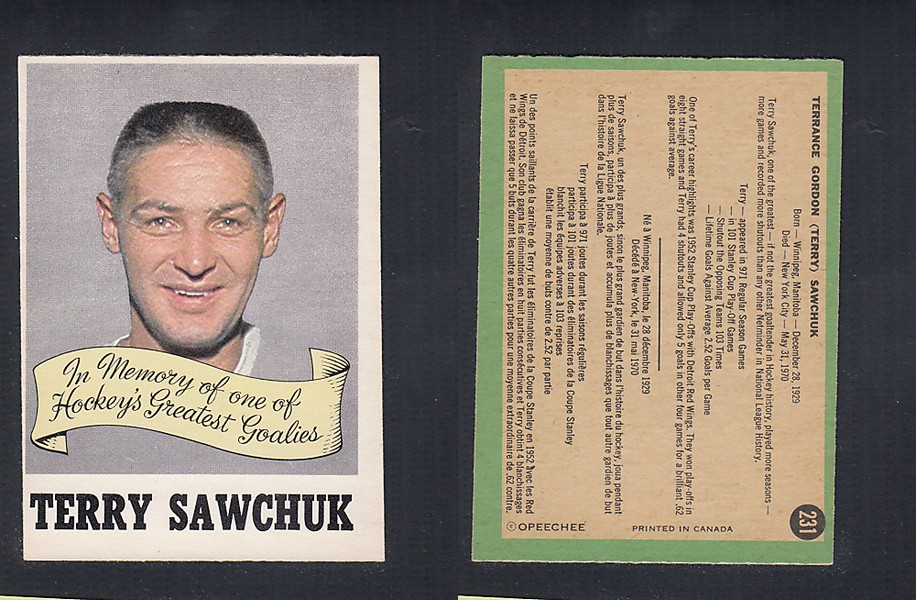 In Memory of one of
Hockey's Greatest Goalies
TERRY SAWCHUK
TERRANCE GORDON (TERRY) SAWCHUK
Born — Winnipeg, Manitoba — December 28, 1929
Died — New York City — May 31, 1970
Terry Sawchuk, one of the greatest — if not the greatest goaltender in Hockey history, played more seasons —
more games and recorded more shutouts than any other Netminder in National League History.
Terry — appeared in 971 Regular Season Games
— in 101 Stanley Cup Play-Off Games
— Shutout the Opposing Teams 103 Times
— Lifetime Goals Against Average 2.52 Goals per Game
One of Terry's career highlights was 1952 Stanley Cup Play-Offs with Detroit Red Wings. They won play-offs in
eight straight games and Terry had 4 shutouts and allowed only 5 goals in other four games for a brilliant .62
goals against average.
Né à Winnipeg, Manitoba, le 28 décembre 1929
Décédé à New-York, le 31 mai 1970
Terry Sawchuk, un des plus grands, sinon le plus grand gardien de but dans l'histoire du hockey, joua pendant
plus de saisons, participa à plus de joutes et accumula plus de blanchissages que tout autre gardien de but
dans l'histoire de la Ligue Nationale.
Terry participa à 971 joutes durant les saisons régulières
participa à 101 joutes durant des éliminatoires de la Coupe Stanley
blanchit les équipes adverses à 103 reprises
établit une moyenne de buts contre de 2.52 par partie
Un des points saillants de la carrière de Terry fut les éliminatoires de la Coupe Stanley en 1952 avec les Red
Wings de Détroit. Son club gagna les éliminatoires en huit parties consécutives et Terry obtint 4 blanchissages
et ne laissa passer que 5 buts durant les quatre autres parties pour une moyenne extraordinaire de .62 contre.
231
PRINTED IN CANADA
© OPEECHEE